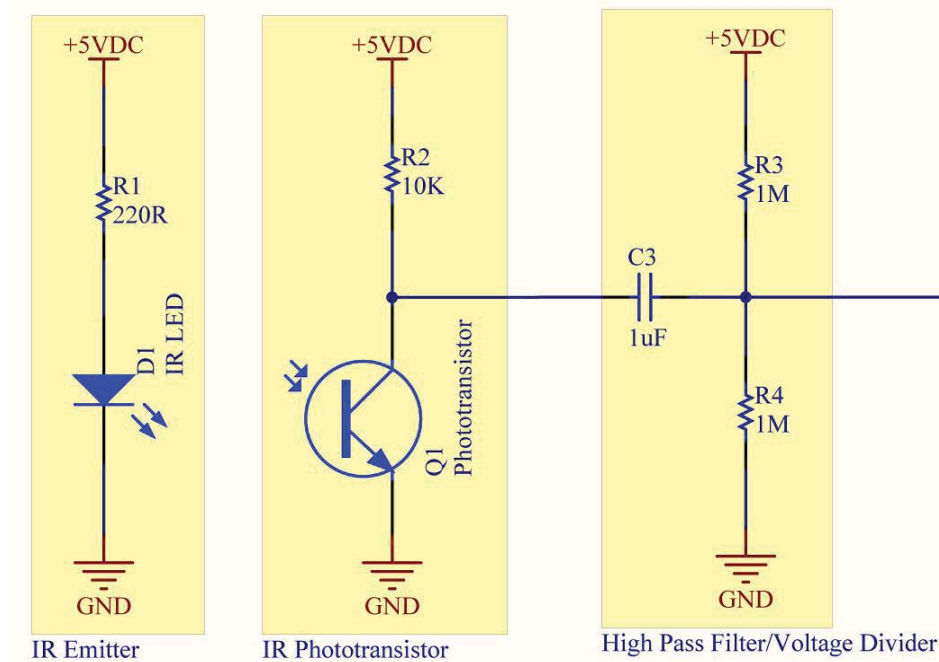 +5VDC
R1
220R
D1
IR LED
GND
IR Emitter
+5VDC
R2
10K
Q1
Phototransistor
GND
IR Phototransistor
+5VDC
R3
1M
C3
1uF
R4
1M
GND
High Pass Filter/Voltage Divider